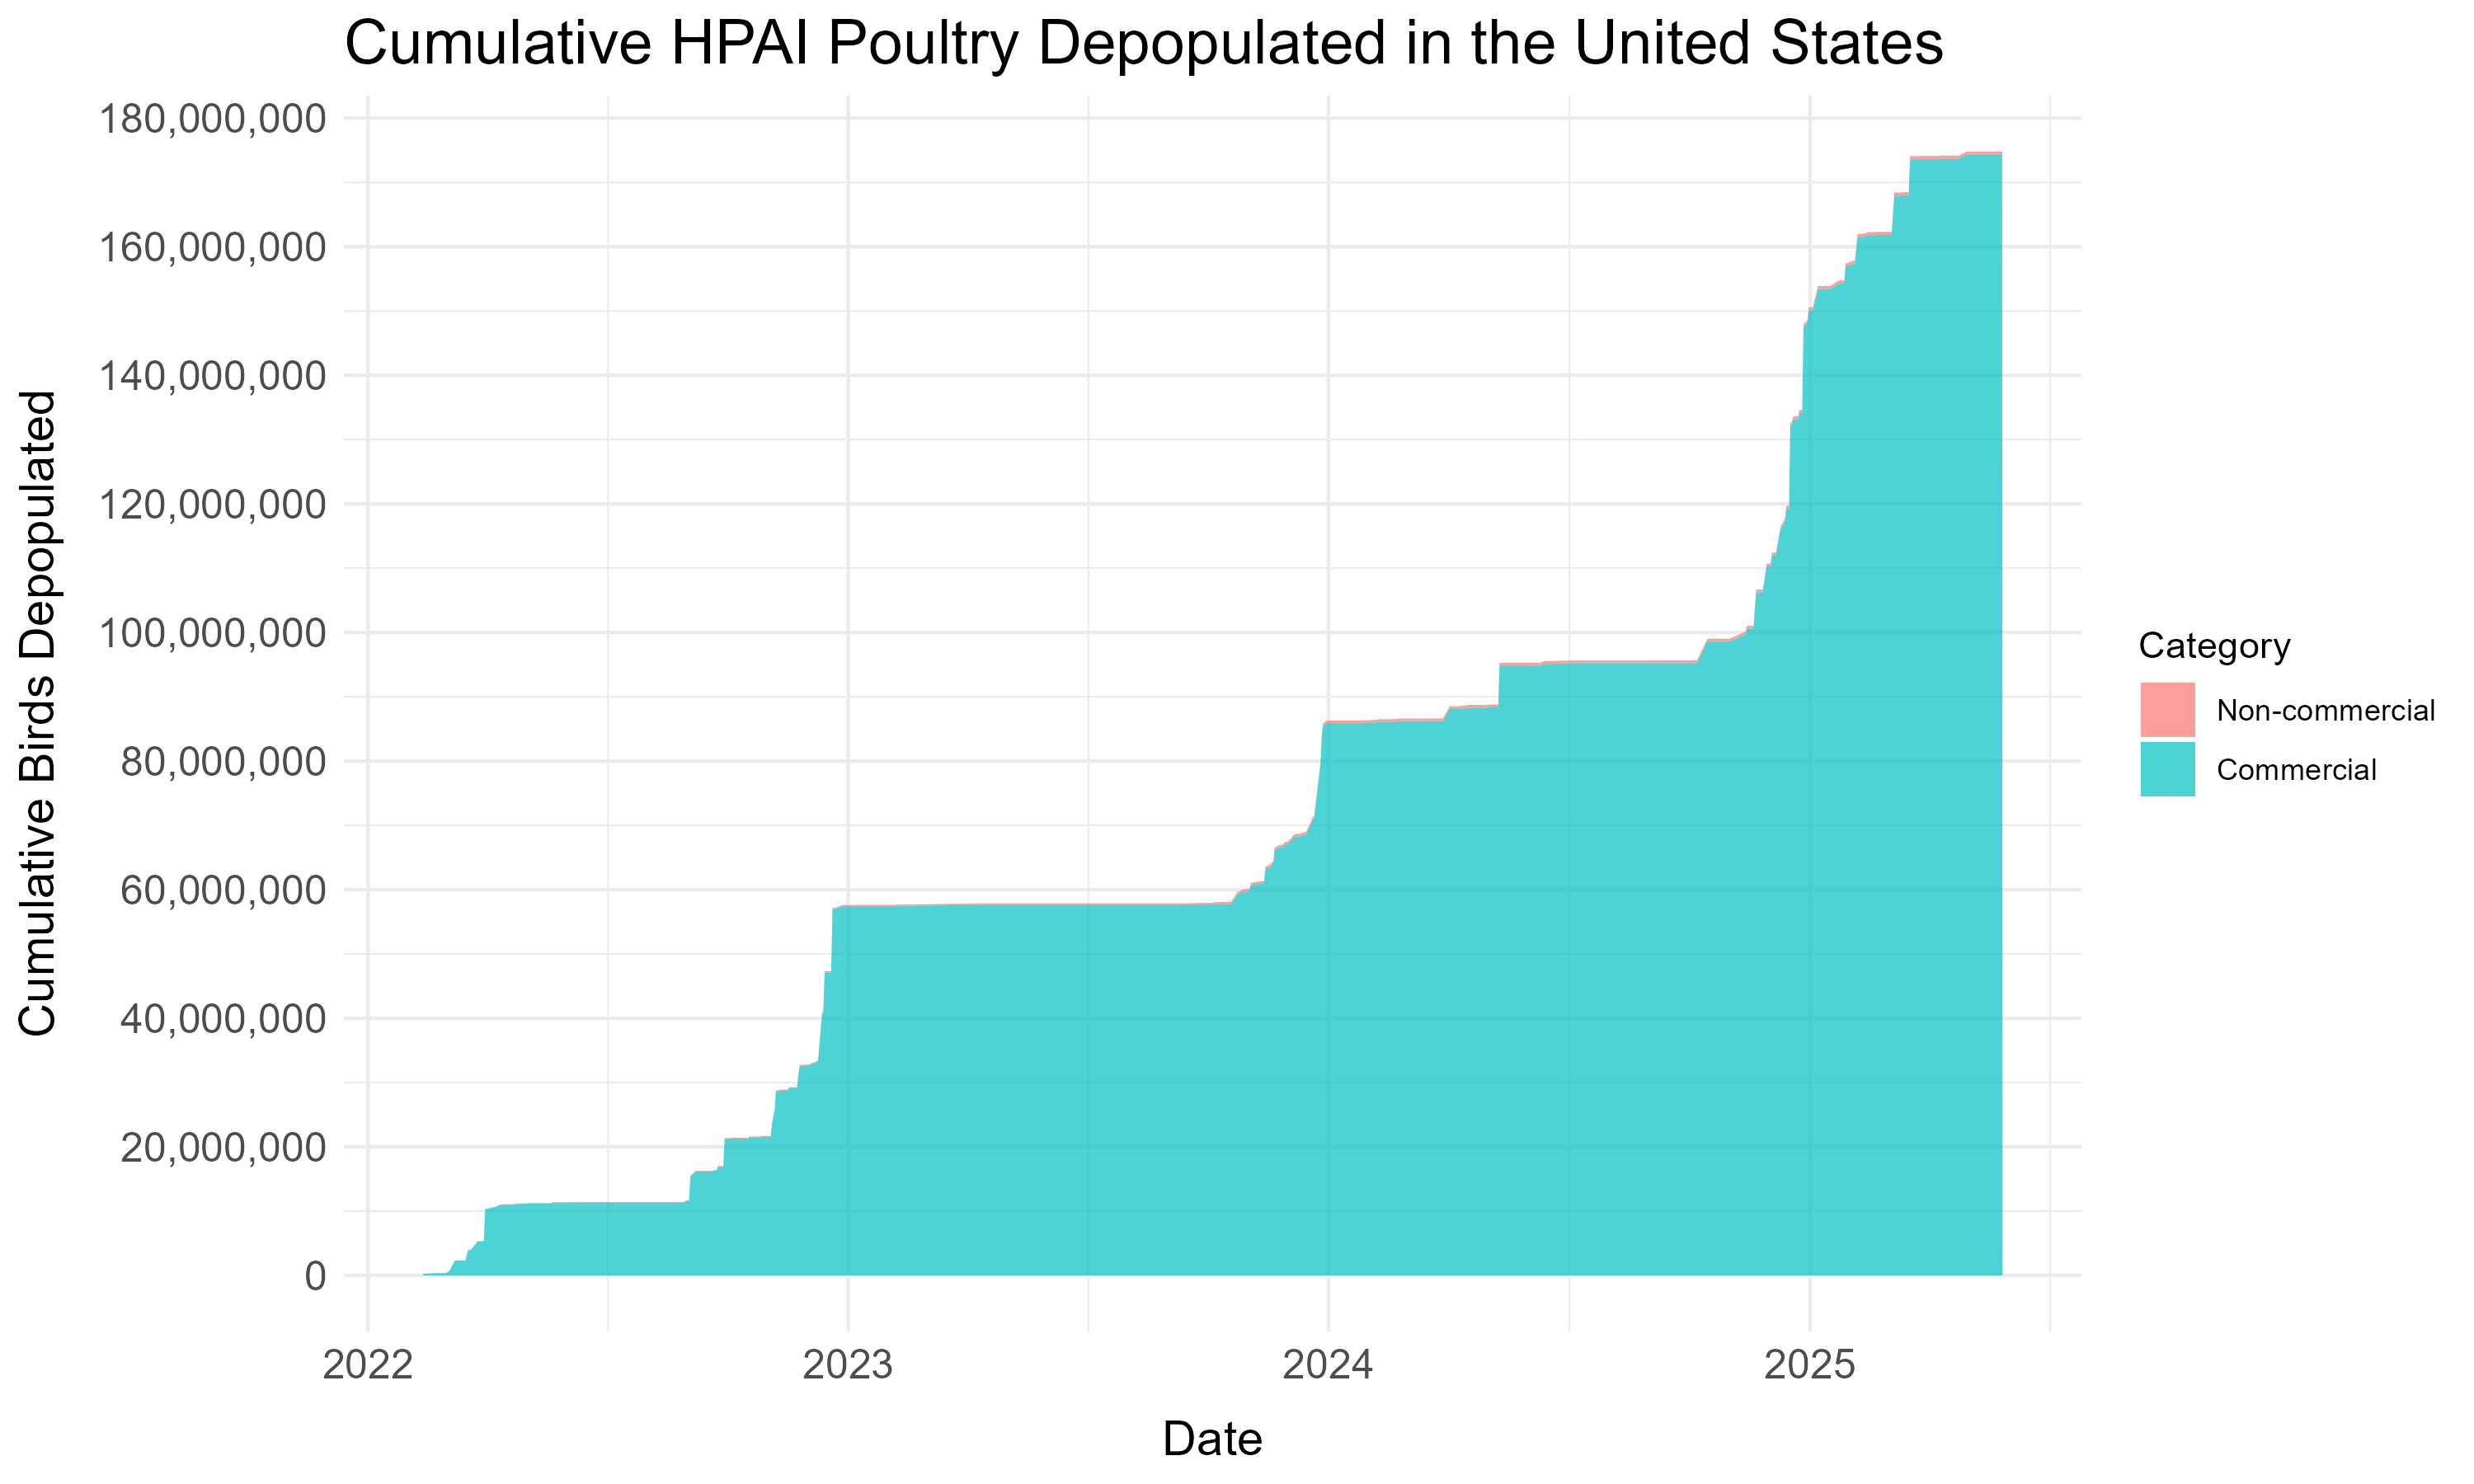 Cumulative HPAI Poultry Depopulated in the United States
Cumulative Birds Depopulated
180,000,000
160,000,000
140,000,000
120,000,000
100,000,000
80,000,000
60,000,000
40,000,000
20,000,000
0
2022
2023
2024
2025
Date
Category
Non-commercial
Commercial